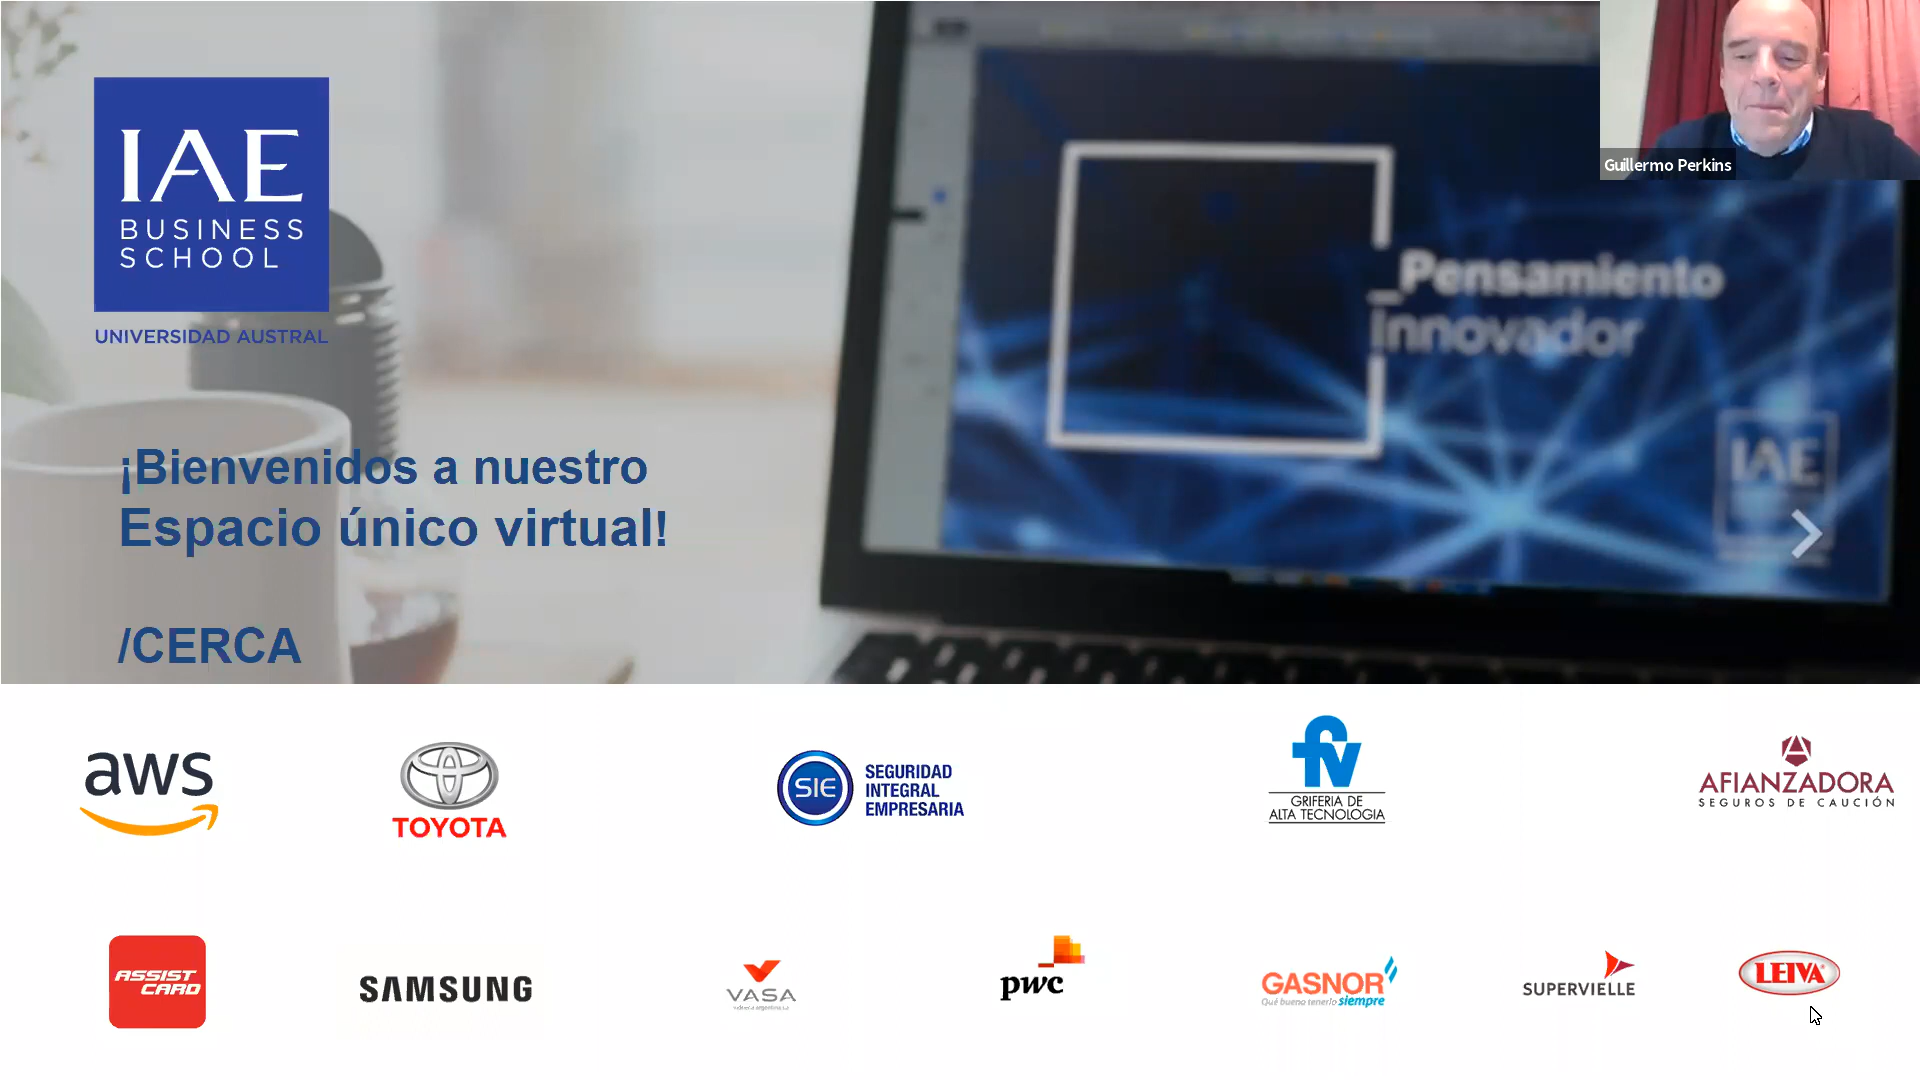 IAE
BUSINESS
SCHOOL
UNIVERSIDAD AUSTRAL
_Pensamiento
innovador
IAE
Guillermo Perkins
¡Bienvenidos a nuestro
Espacio único virtual!
/CERCA
aws
TOYOTA
SIE
SEGURIDAD
INTEGRAL
EMPRESARIA
fv
GRIFERIA DE
ALTA TECNOLOGIA
AFIANZADORA
SEGUROS DE CAUCIÓN
ASSIST
CARD
SAMSUNG
VASA
pwc
GASNOR
Qué bueno tenerlo siempre
SUPERVIELLE
LEIVA